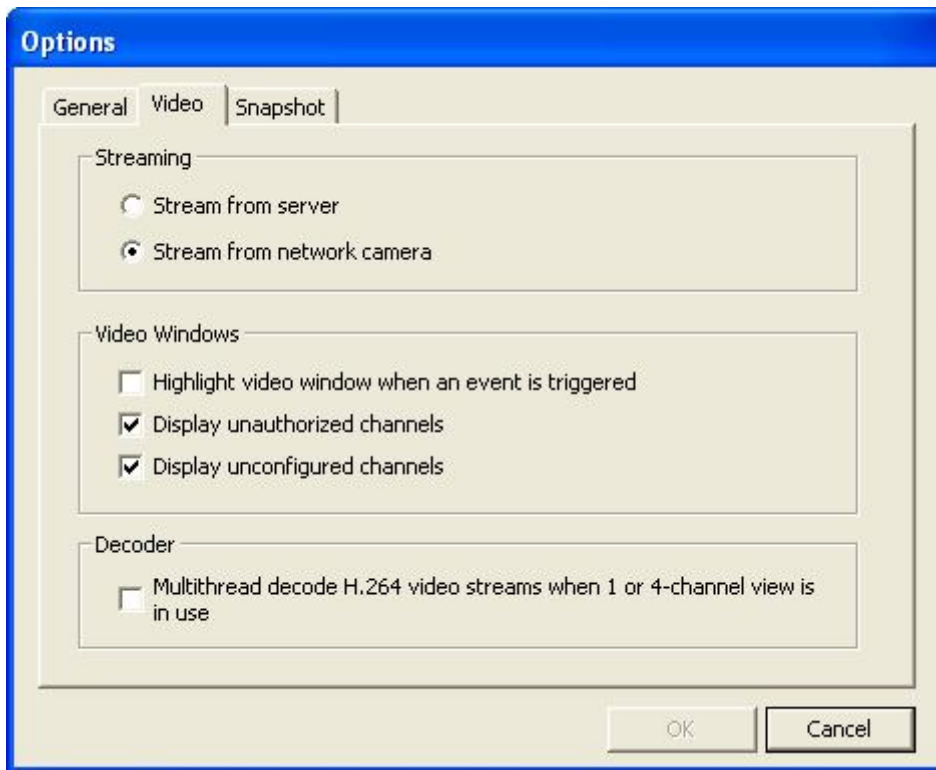 Options
General Video Snapshot
Streaming
Stream from server
Stream from network camera
Video Windows
Highlight video window when an event is triggered
Display unauthorized channels
Display unconfigured channels
Decoder
Multithread decode H.264 video streams when 1 or 4-channel view is
in use
OK Cancel